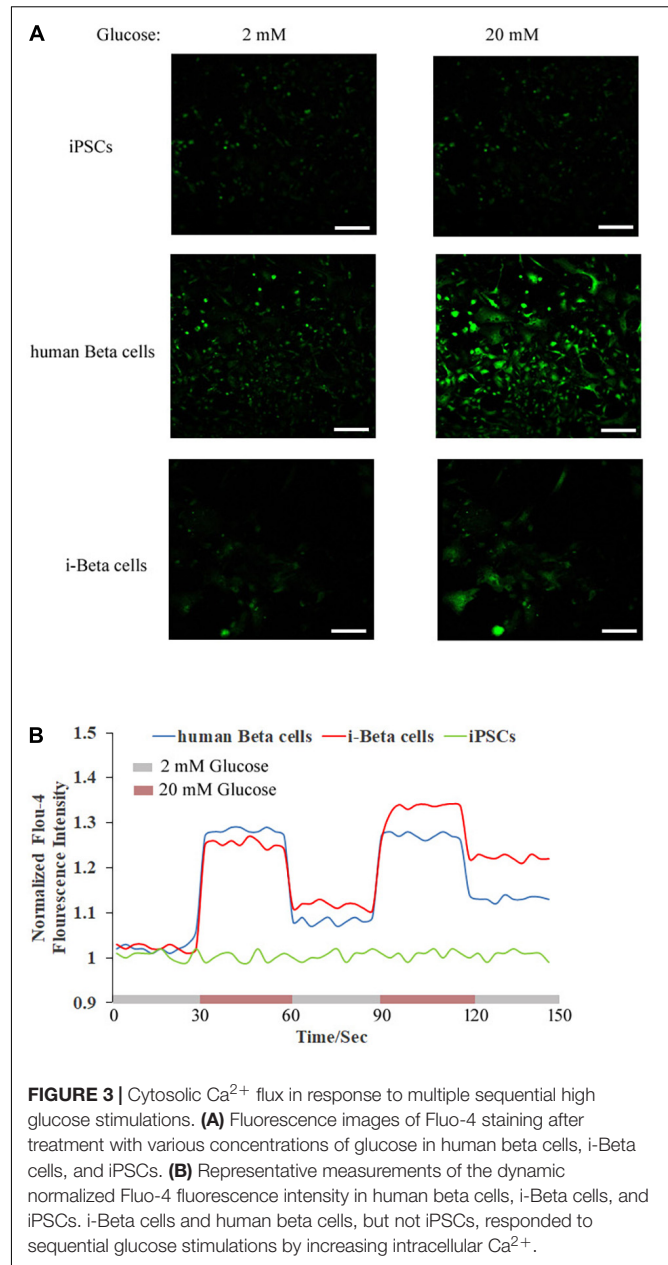 A
Glucose: 2 mM 20 mM
iPSCs
human Beta cells
i-Beta cells
B
1.5
1.4
1.3
1.2
1.1
1
0.9
Normalized Flou-4
Flourescence Intensity
human Beta cells i-Beta cells iPSCs
2 mM Glucose
20 mM Glucose
0 30 60 90 120 150
Time/Sec
FIGURE 3 | Cytosolic Ca2+ flux in response to multiple sequential high
glucose stimulations. (A) Fluorescence images of Fluo-4 staining after
treatment with various concentrations of glucose in human beta cells, i-Beta
cells, and iPSCs. (B) Representative measurements of the dynamic
normalized Fluo-4 fluorescence intensity in human beta cells, i-Beta cells, and
iPSCs. i-Beta cells and human beta cells, but not iPSCs, responded to
sequential glucose stimulations by increasing intracellular Ca2+.